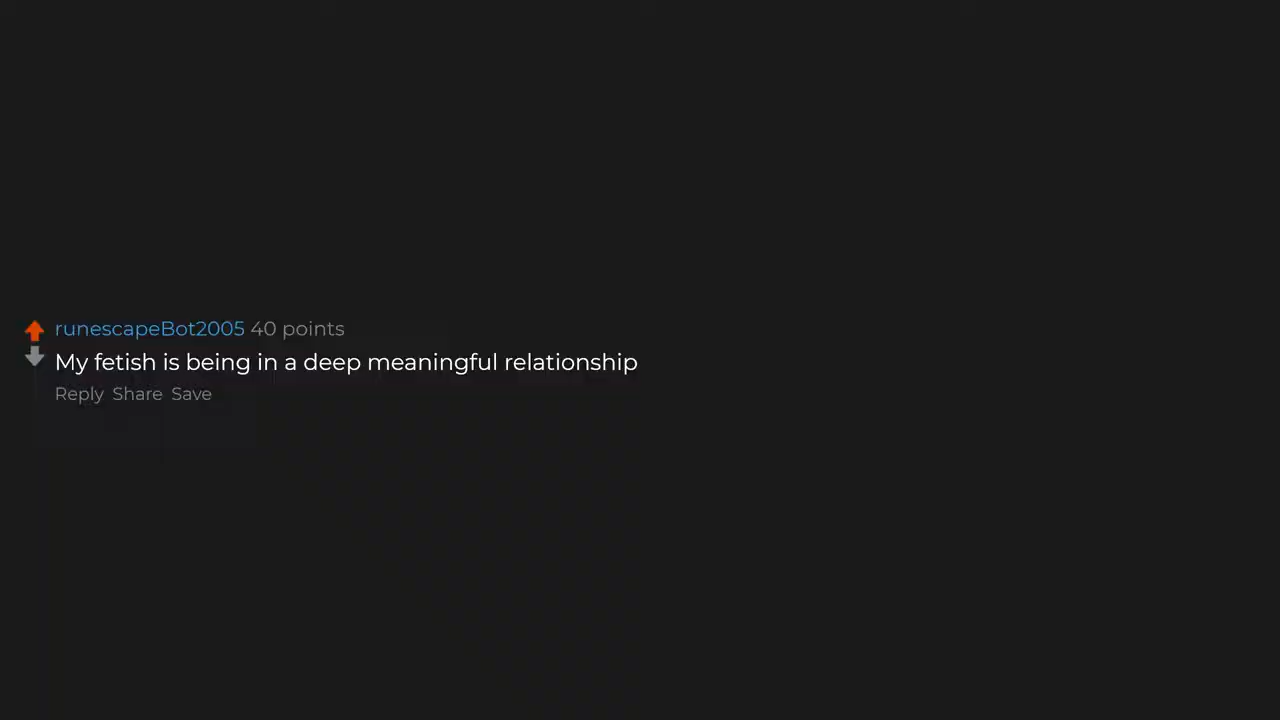 runescapeBot2005 40 points
My fetish is being in a deep meaningful relationship
Reply Share Save